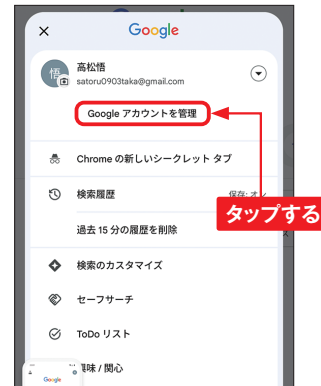 Google
悟
高松悟
satoru0903taka@gmail.com
Google アカウントを管理
Chrome の新しいシークレット タブ
検索履歴
保存: オン
タップする
過去 15 分の履歴を削除
検索のカスタマイズ
セーフサーチ
ToDo リスト
興味 / 関心
Google